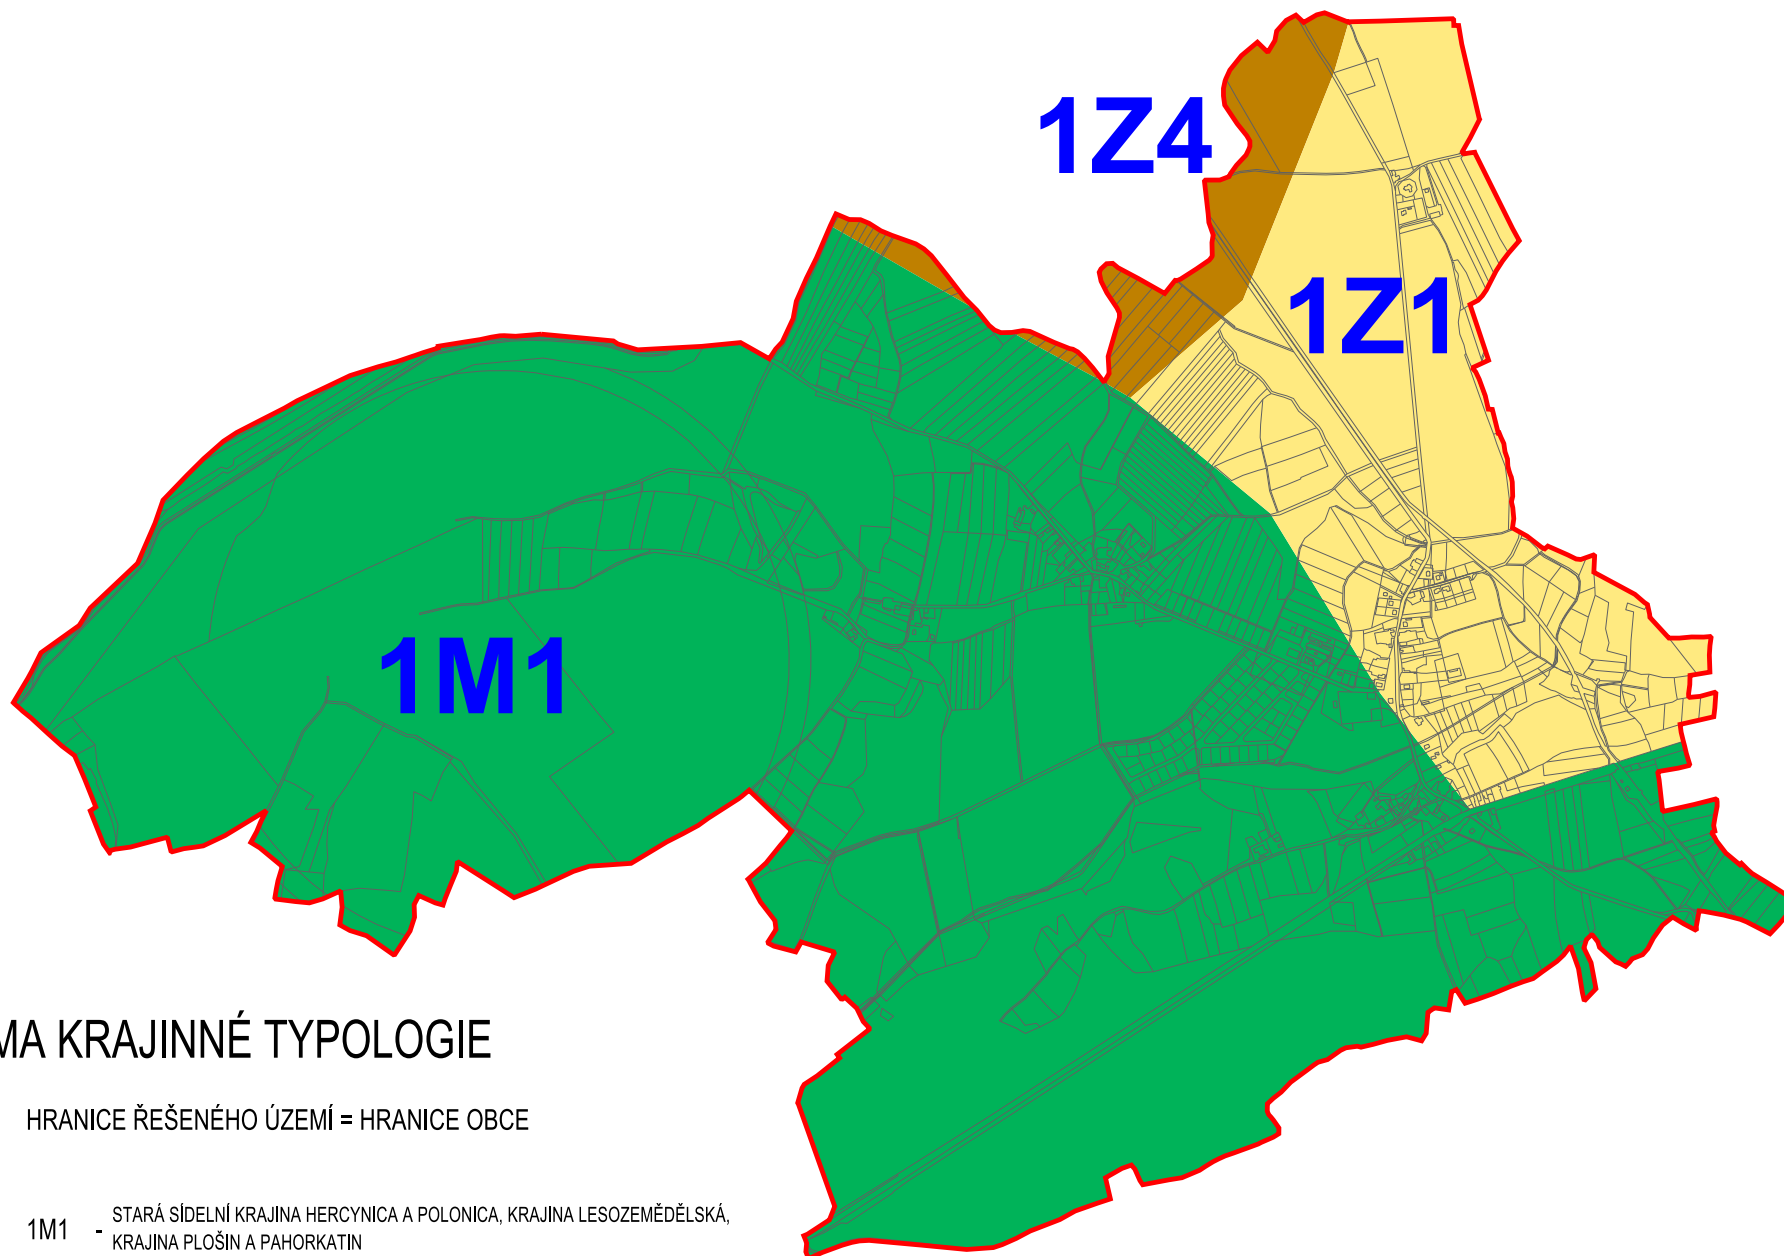 1Z4
1Z1
1M1
MA KRAJINNÉ TYPOLOGIE
HRANICE ŘEŠENÉHO ÚZEMÍ = HRANICE OBCE
1M1 - STARÁ SÍDELNÍ KRAJINA HERCYNICA A POLONICA, KRAJINA LESOZEMĚDĚLSKÁ,
KRAJINA PLOŠIN A PAHORKATIN